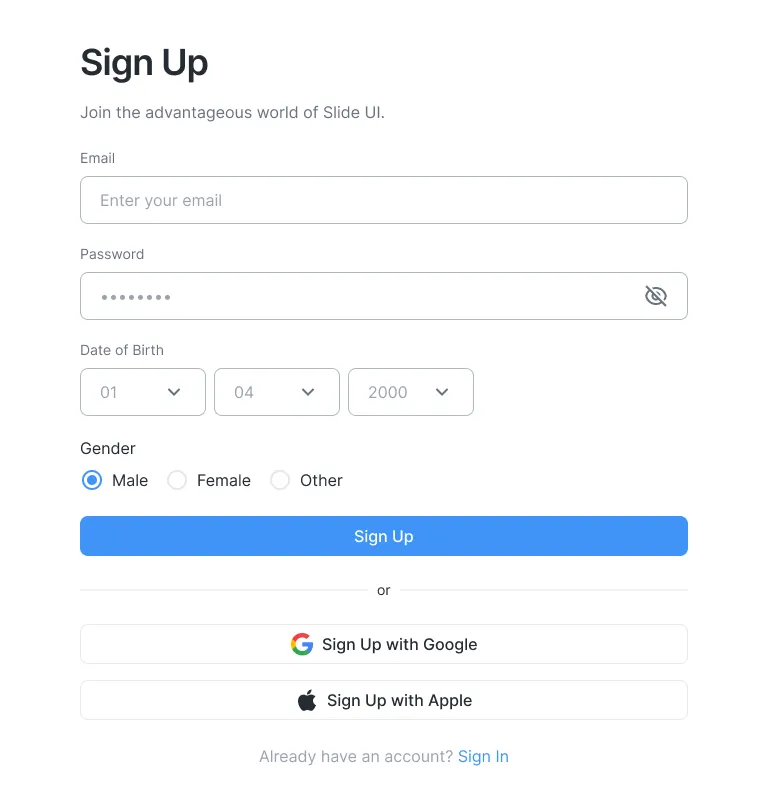 Sign Up
Join the advantageous world of Slide UI.
Email
Enter your email
Password
••••••••
Date of Birth
01 04 2000
Gender
Male Female Other
Sign Up
or
Sign Up with Google
Sign Up with Apple
Already have an account? Sign In